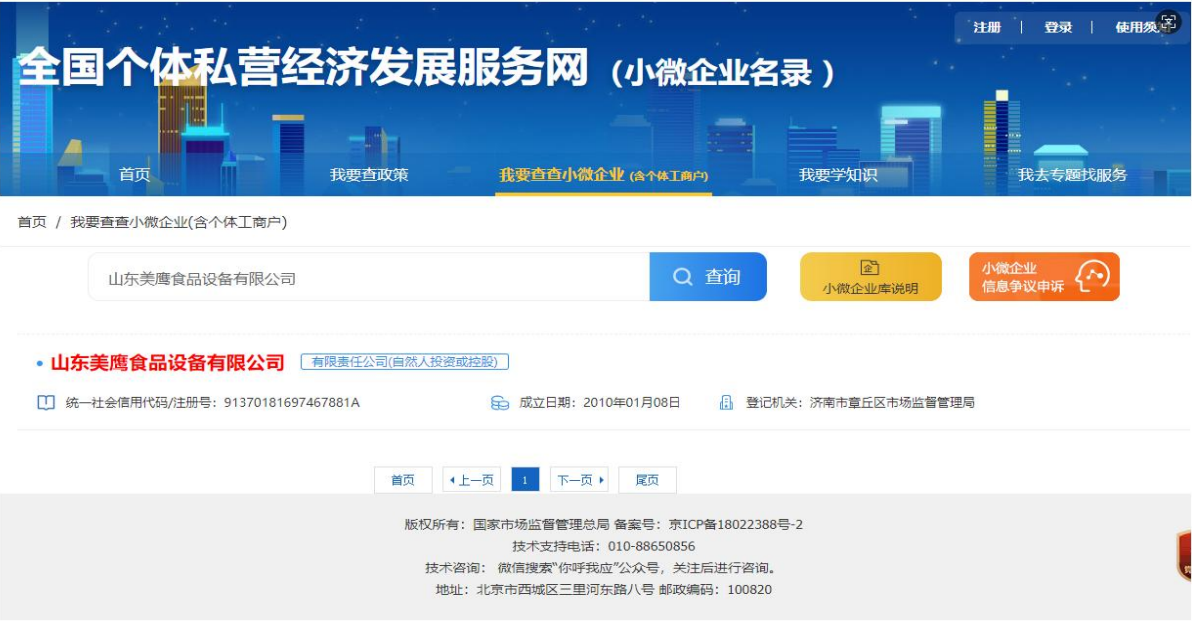 注册 | 登录 | 使用须
全国个体私营经济发展服务网（小微企业名录）
首页 我要查政策 我要查查小微企业 (含个体工商户) 我要学知识 我去专题找服务
首页 / 我要查查小微企业(含个体工商户)
山东美鹰食品设备有限公司 查询
小微企业库说明
小微企业
信息争议申诉
山东美鹰食品设备有限公司 有限责任公司(自然人投资或控股)
统一社会信用代码/注册号：91370181697467881A 成立日期：2010年01月08日 登记机关：济南市章丘区市场监督管理局
首页 上一页 1 下一页 尾页
版权所有：国家市场监督管理总局 备案号：京ICP备18022388号-2
技术支持电话：010-88650856
技术咨询： 微信搜索“你呼我应”公众号，关注后进行咨询。
地址：北京市西城区三里河东路八号 邮政编码：100820